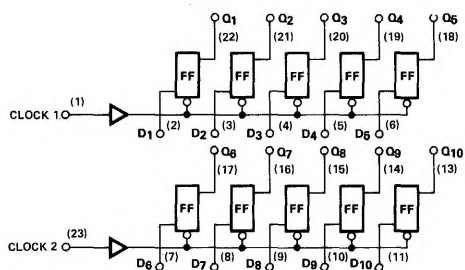 Q1 Q2 Q3 Q4 Q5
(22) (21) (20) (19) (18)
FF FF FF FF FF
CLOCK 1 (1)
D1 (2) D2 (3) D3 (4) D4 (5) D5 (6)
Q6 Q7 Q8 Q9 Q10
(17) (16) (15) (14) (13)
FF FF FF FF FF
CLOCK 2 (23)
D6 (7) D7 (8) D8 (9) D9 (10) D10 (11)